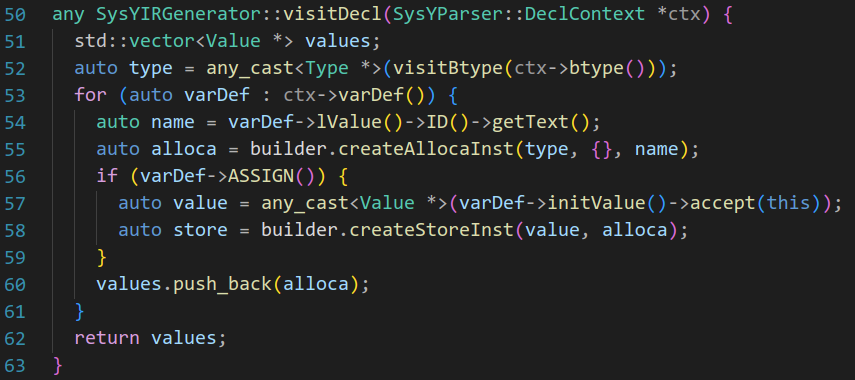 50 any SysYIRGenerator::visitDecl(SysYParser::DeclContext *ctx) {
51   std::vector<Value *> values;
52   auto type = any_cast<Type *>(visitBtype(ctx->btype()));
53   for (auto varDef : ctx->varDef()) {
54     auto name = varDef->lValue()->ID()->getText();
55     auto alloca = builder.createAllocaInst(type, {}, name);
56     if (varDef->ASSIGN()) {
57       auto value = any_cast<Value *>(varDef->initValue()->accept(this));
58       auto store = builder.createStoreInst(value, alloca);
59     }
60     values.push_back(alloca);
61   }
62   return values;
63 }